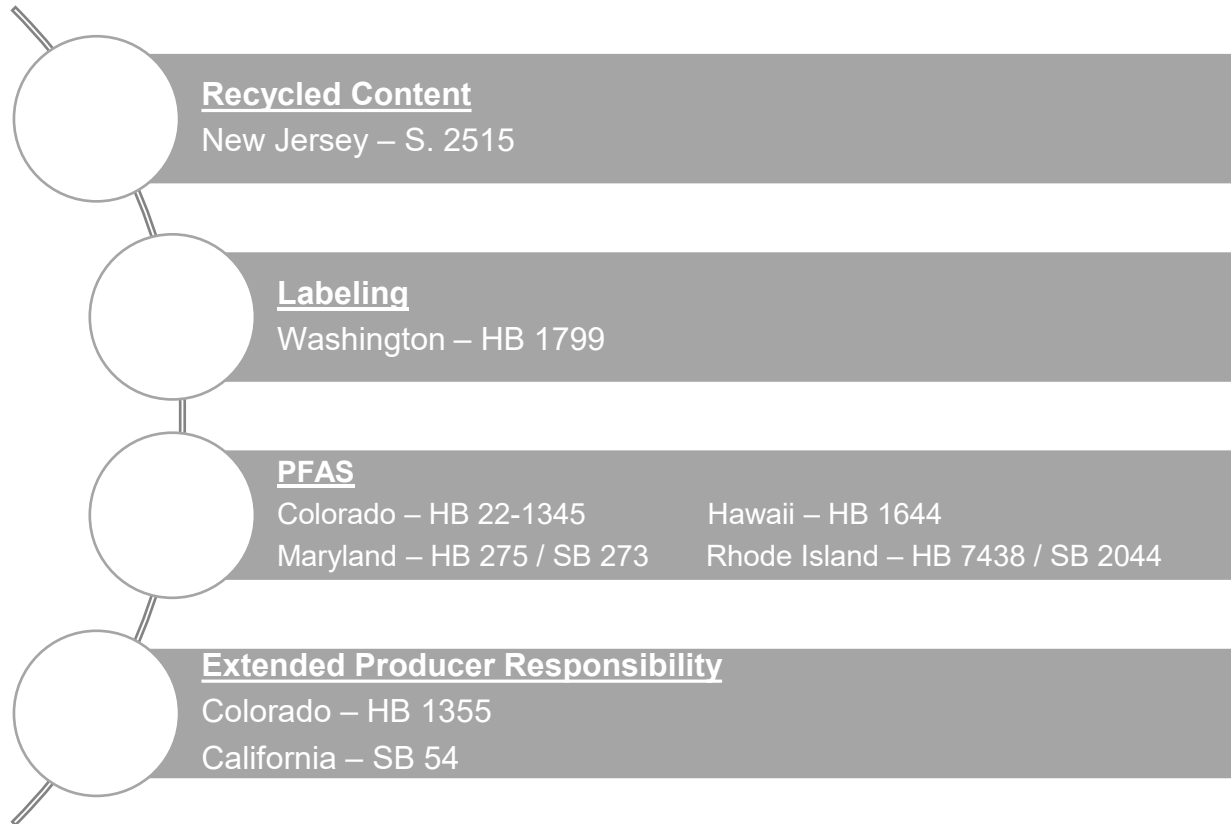 Recycled Content
New Jersey – S. 2515
Labeling
Washington – HB 1799
PFAS
Colorado – HB 22-1345 Hawaii – HB 1644
Maryland – HB 275 / SB 273 Rhode Island – HB 7438 / SB 2044
Extended Producer Responsibility
Colorado – HB 1355
California – SB 54